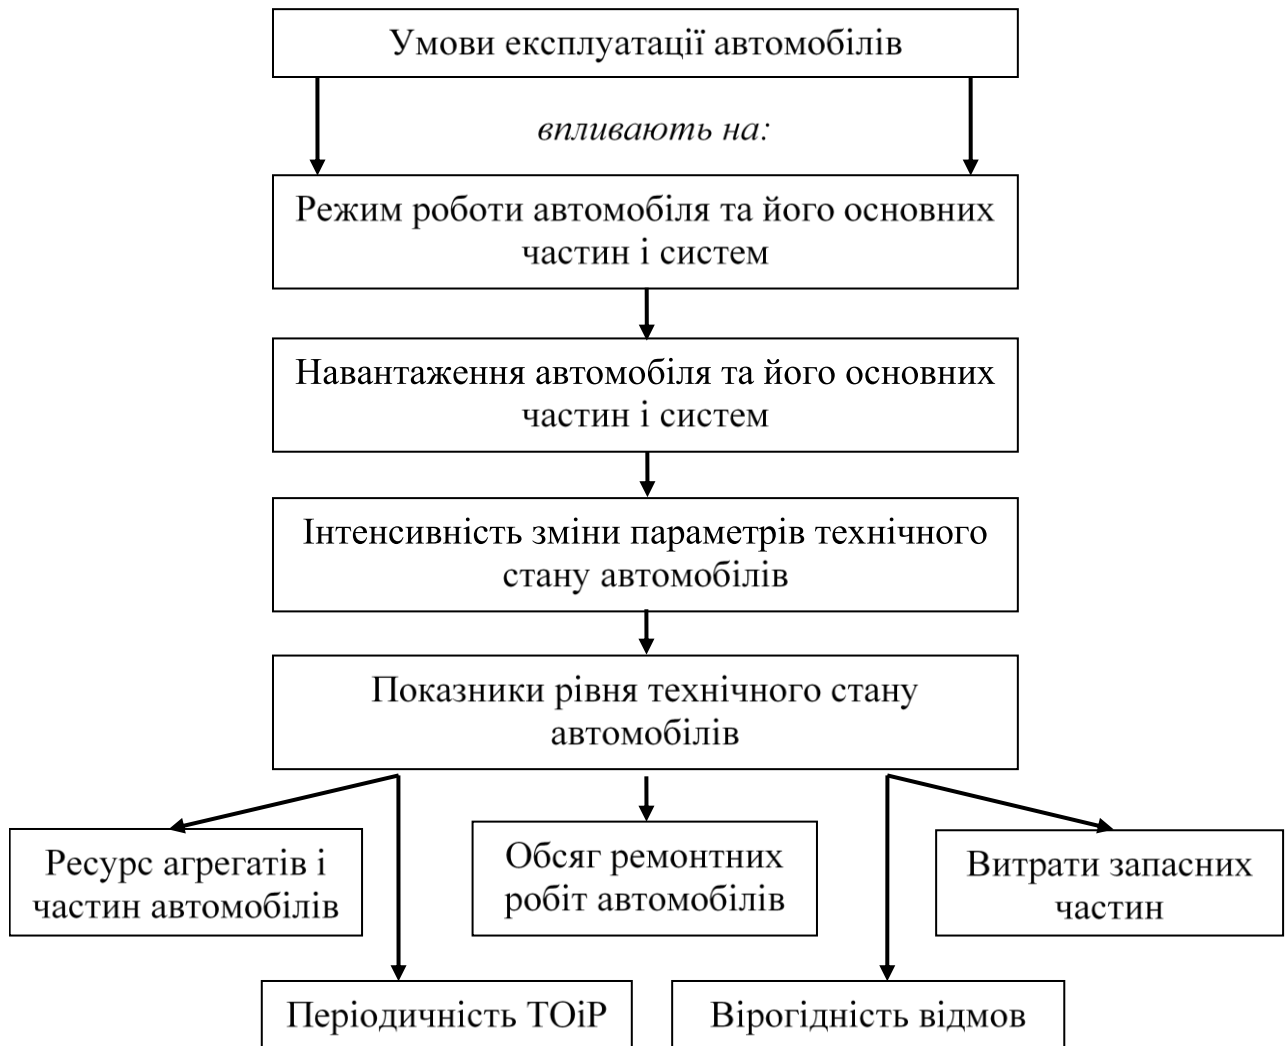 Умови експлуатації автомобілів
впливають на:
Режим роботи автомобіля та його основних
частин і систем
Навантаження автомобіля та його основних
частин і систем
Інтенсивність зміни параметрів технічного
стану автомобілів
Показники рівня технічного стану
автомобілів
Ресурс агрегатів і
частин автомобілів
Обсяг ремонтних
робіт автомобілів
Витрати запасних
частин
Періодичність ТОіР
Вірогідність відмов